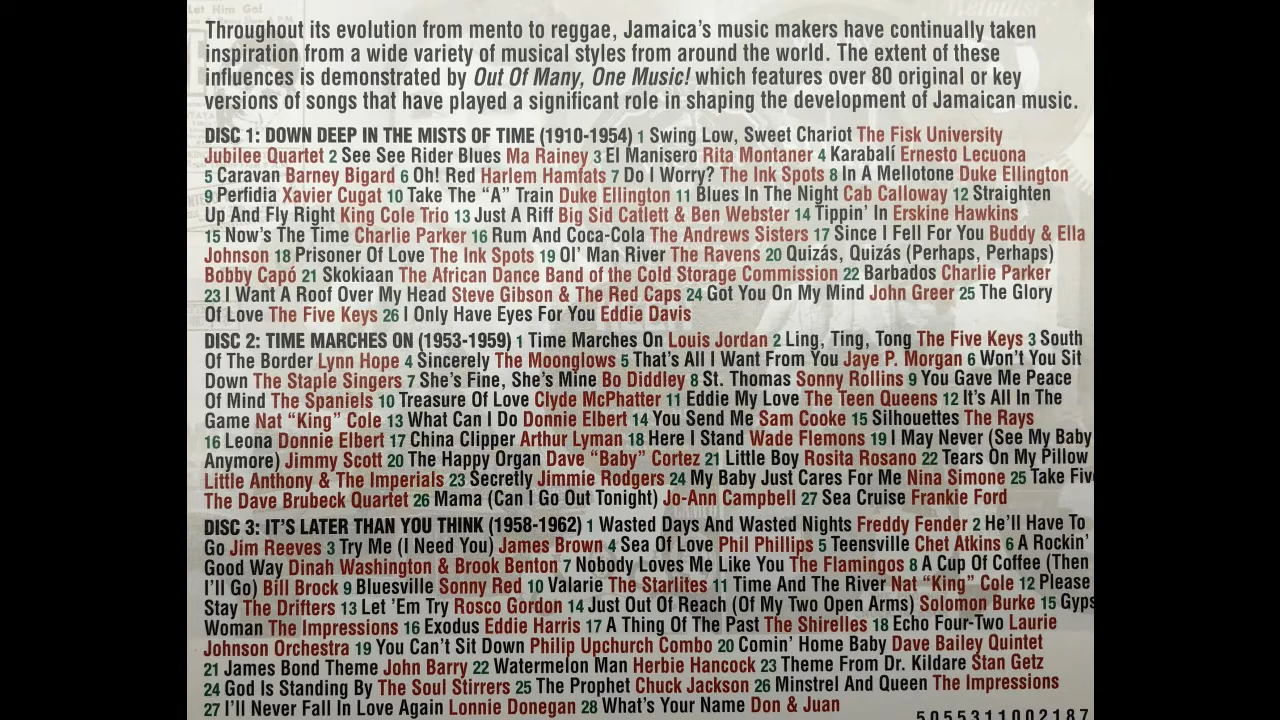 Let Him Go!
Throughout its evolution from mento to reggae, Jamaica's music makers have continually taken
inspiration from a wide variety of musical styles from around the world. The extent of these
influences is demonstrated by Out Of Many, One Music! which features over 80 original or key
versions of songs that have played a significant role in shaping the development of Jamaican music.
DISC 1: DOWN DEEP IN THE MISTS OF TIME (1910-1954) 1 Swing Low, Sweet Chariot The Fisk University
Jubilee Quartet 2 See See Rider Blues Ma Rainey 3 El Manisero Rita Montaner 4 Karabalí Ernesto Lecuona
5 Caravan Barney Bigard 6 Oh! Red Harlem Hamfats 7 Do I Worry? The Ink Spots 8 In A Mellotone Duke Ellington
9 Perfidia Xavier Cugat 10 Take The “A” Train Duke Ellington 11 Blues In The Night Cab Calloway 12 Straighten
Up And Fly Right King Cole Trio 13 Just A Riff Big Sid Catlett & Ben Webster 14 Tippin' In Erskine Hawkins
15 Now's The Time Charlie Parker 16 Rum And Coca-Cola The Andrews Sisters 17 Since I Fell For You Buddy & Ella
Johnson 18 Prisoner Of Love The Ink Spots 19 Ol' Man River The Ravens 20 Quizás, Quizás (Perhaps, Perhaps)
Bobby Capó 21 Skokiaan The African Dance Band of the Cold Storage Commission 22 Barbados Charlie Parker
23 I Want A Roof Over My Head Steve Gibson & The Red Caps 24 Got You On My Mind John Greer 25 The Glory
Of Love The Five Keys 26 I Only Have Eyes For You Eddie Davis
DISC 2: TIME MARCHES ON (1953-1959) 1 Time Marches On Louis Jordan 2 Ling, Ting, Tong The Five Keys 3 South
Of The Border Lynn Hope 4 Sincerely The Moonglows 5 That's All I Want From You Jaye P. Morgan 6 Won't You Sit
Down The Staple Singers 7 She's Fine, She's Mine Bo Diddley 8 St. Thomas Sonny Rollins 9 You Gave Me Peace
Of Mind The Spaniels 10 Treasure Of Love Clyde McPhatter 11 Eddie My Love The Teen Queens 12 It's All In The
Game Nat “King” Cole 13 What Can I Do Donnie Elbert 14 You Send Me Sam Cooke 15 Silhouettes The Rays
16 Leona Donnie Elbert 17 China Clipper Arthur Lyman 18 Here I Stand Wade Flemons 19 I May Never (See My Baby
Anymore) Jimmy Scott 20 The Happy Organ Dave “Baby” Cortez 21 Little Boy Rosita Rosano 22 Tears On My Pillow
Little Anthony & The Imperials 23 Secretly Jimmie Rodgers 24 My Baby Just Cares For Me Nina Simone 25 Take Five
The Dave Brubeck Quartet 26 Mama (Can I Go Out Tonight) Jo-Ann Campbell 27 Sea Cruise Frankie Ford
DISC 3: IT'S LATER THAN YOU THINK (1958-1962) 1 Wasted Days And Wasted Nights Freddy Fender 2 He'll Have To
Go Jim Reeves 3 Try Me (I Need You) James Brown 4 Sea Of Love Phil Phillips 5 Teensville Chet Atkins 6 A Rockin'
Good Way Dinah Washington & Brook Benton 7 Nobody Loves Me Like You The Flamingos 8 A Cup Of Coffee (Then
I'll Go) Bill Brock 9 Bluesville Sonny Red 10 Valarie The Starlites 11 Time And The River Nat “King” Cole 12 Please
Stay The Drifters 13 Let 'Em Try Rosco Gordon 14 Just Out Of Reach (Of My Two Open Arms) Solomon Burke 15 Gyps
Woman The Impressions 16 Exodus Eddie Harris 17 A Thing Of The Past The Shirelles 18 Echo Four-Two Laurie
Johnson Orchestra 19 You Can't Sit Down Philip Upchurch Combo 20 Comin' Home Baby Dave Bailey Quintet
21 James Bond Theme John Barry 22 Watermelon Man Herbie Hancock 23 Theme From Dr. Kildare Stan Getz
24 God Is Standing By The Soul Stirrers 25 The Prophet Chuck Jackson 26 Minstrel And Queen The Impressions
27 I'll Never Fall In Love Again Lonnie Donegan 28 What's Your Name Don & Juan
5055311002187